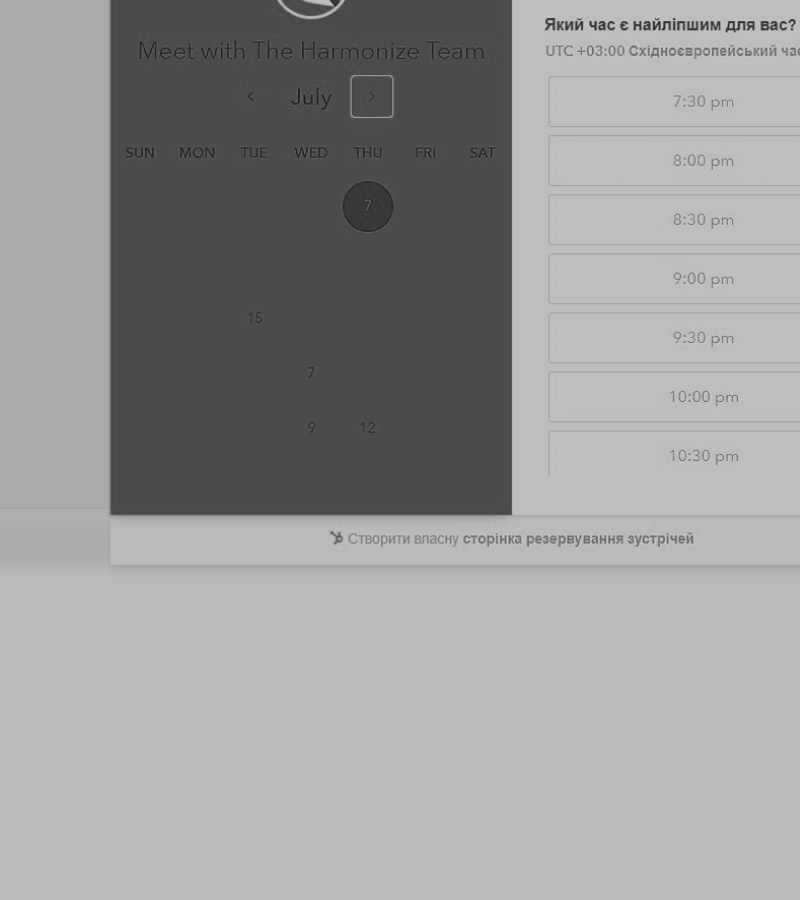 Meet with The Harmonize Team
July
SUN MON TUE WED THU FRI SAT
7
15
7
9 12
Який час є найліпшим для вас?
UTC +03:00 Східноєвропейський
7:30 pm
8:00 pm
8:30 pm
9:00 pm
9:30 pm
10:00 pm
10:30 pm
Створити власну сторінка резервування зустрічей